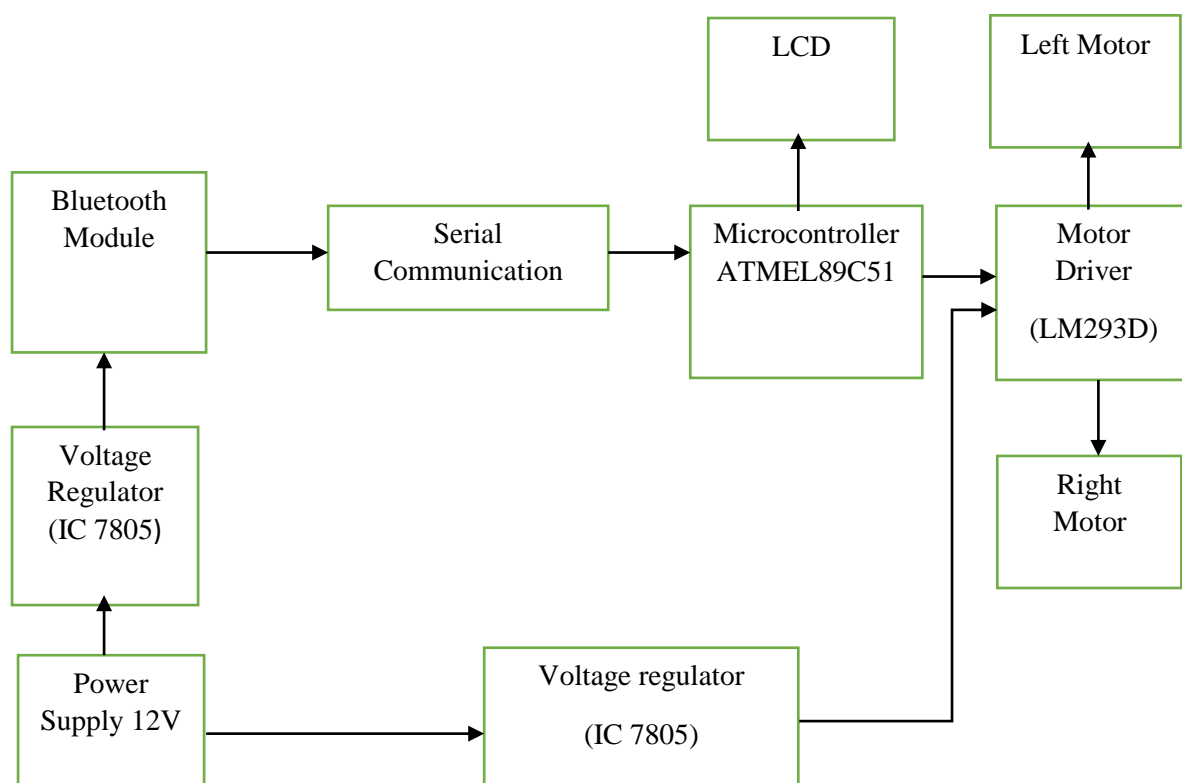 LCD
Left Motor
Bluetooth
Module
Serial
Communication
Microcontroller
ATMEL89C51
Motor
Driver
(LM293D)
Voltage
Regulator
(IC 7805)
Right
Motor
Power
Supply 12V
Voltage regulator
(IC 7805)